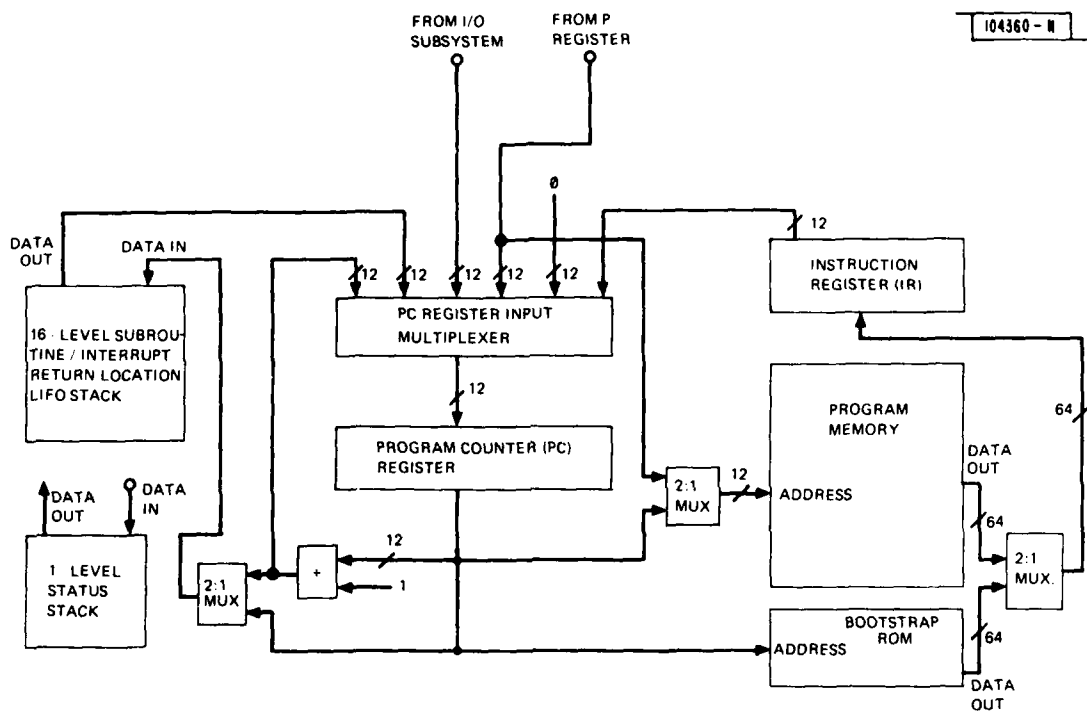 FROM I/O
SUBSYSTEM
FROM P
REGISTER
104360-N
0
DATA
OUT
DATA IN
12
12
12
12
12
12
INSTRUCTION
REGISTER (IR)
PC REGISTER INPUT
MULTIPLEXER
16-LEVEL SUBROU-
TINE / INTERRUPT
RETURN LOCATION
LIFO STACK
12
64
PROGRAM
MEMORY
PROGRAM COUNTER (PC)
REGISTER
DATA
OUT
2:1
MUX
12
ADDRESS
DATA
OUT
DATA
IN
64
12
1 LEVEL
STATUS
STACK
2:1
MUX
+
1
2:1
MUX.
BOOTSTRAP
ROM
ADDRESS
64
DATA
OUT